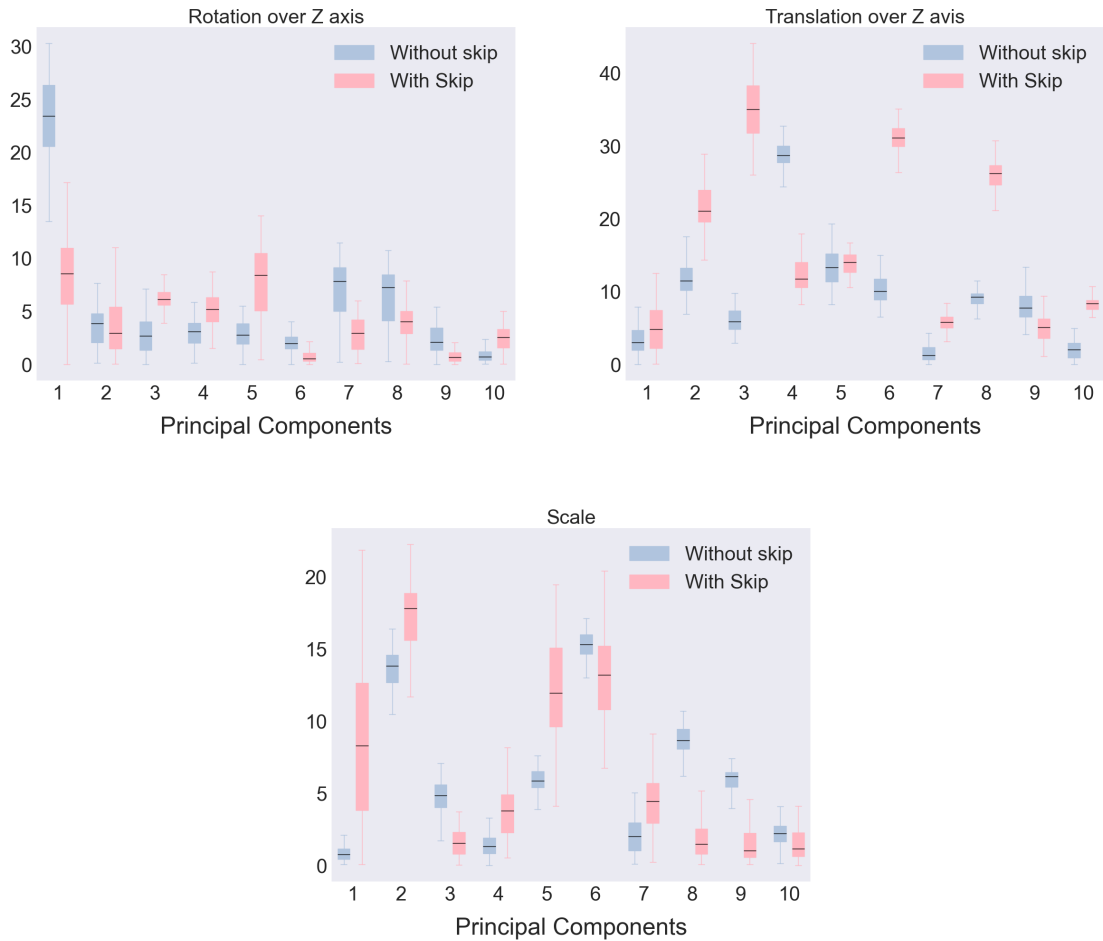 Rotation over Z axis
30
25
20
15
10
5
0
Without skip
With Skip
1 2 3 4 5 6 7 8 9 10
Principal Components
Translation over Z avis
40
30
20
10
0
Without skip
With Skip
1 2 3 4 5 6 7 8 9 10
Principal Components
Scale
20
15
10
5
0
Without skip
With Skip
1 2 3 4 5 6 7 8 9 10
Principal Components